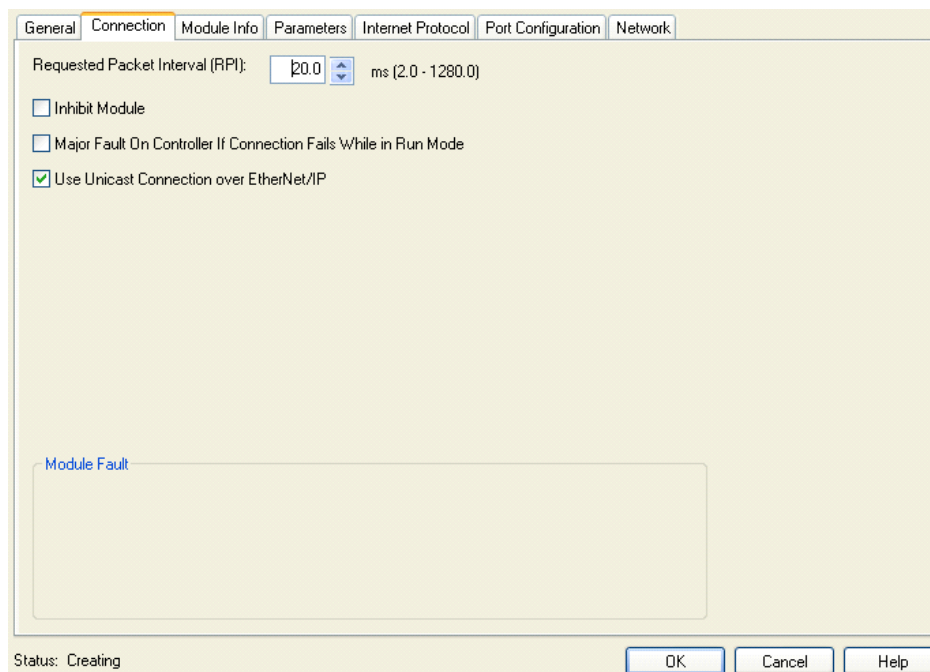 General Connection Module Info Parameters Internet Protocol Port Configuration Network
Requested Packet Interval (RPI): 20.0 ms (2.0 - 1280.0)
Inhibit Module
Major Fault On Controller If Connection Fails While in Run Mode
Use Unicast Connection over EtherNet/IP
Module Fault
Status: Creating OK Cancel Help